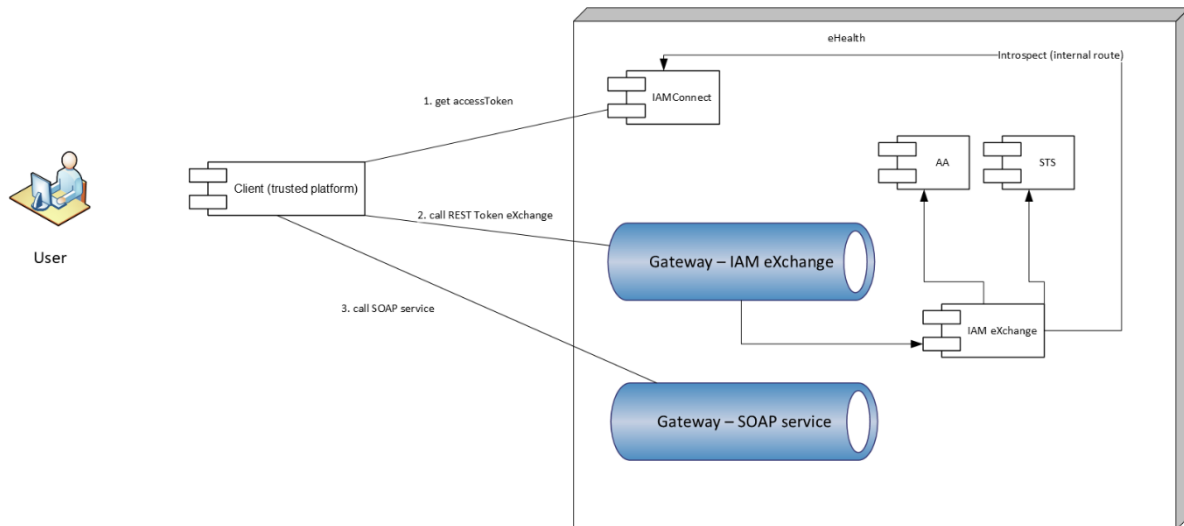 eHealth
Introspect (internal route)
IAMConnect
1. get accessToken
AA
STS
Client (trusted platform)
2. call REST Token eXchange
User
Gateway – IAM eXchange
3. call SOAP service
IAM eXchange
Gateway – SOAP service